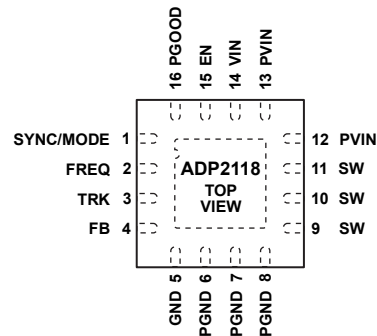 16 PGOOD
15 EN
14 VIN
13 PVIN
SYNC/MODE 1
FREQ 2
TRK 3
FB 4
ADP2118
TOP
VIEW
12 PVIN
11 SW
10 SW
9 SW
GND 5
PGND 6
PGND 7
PGND 8